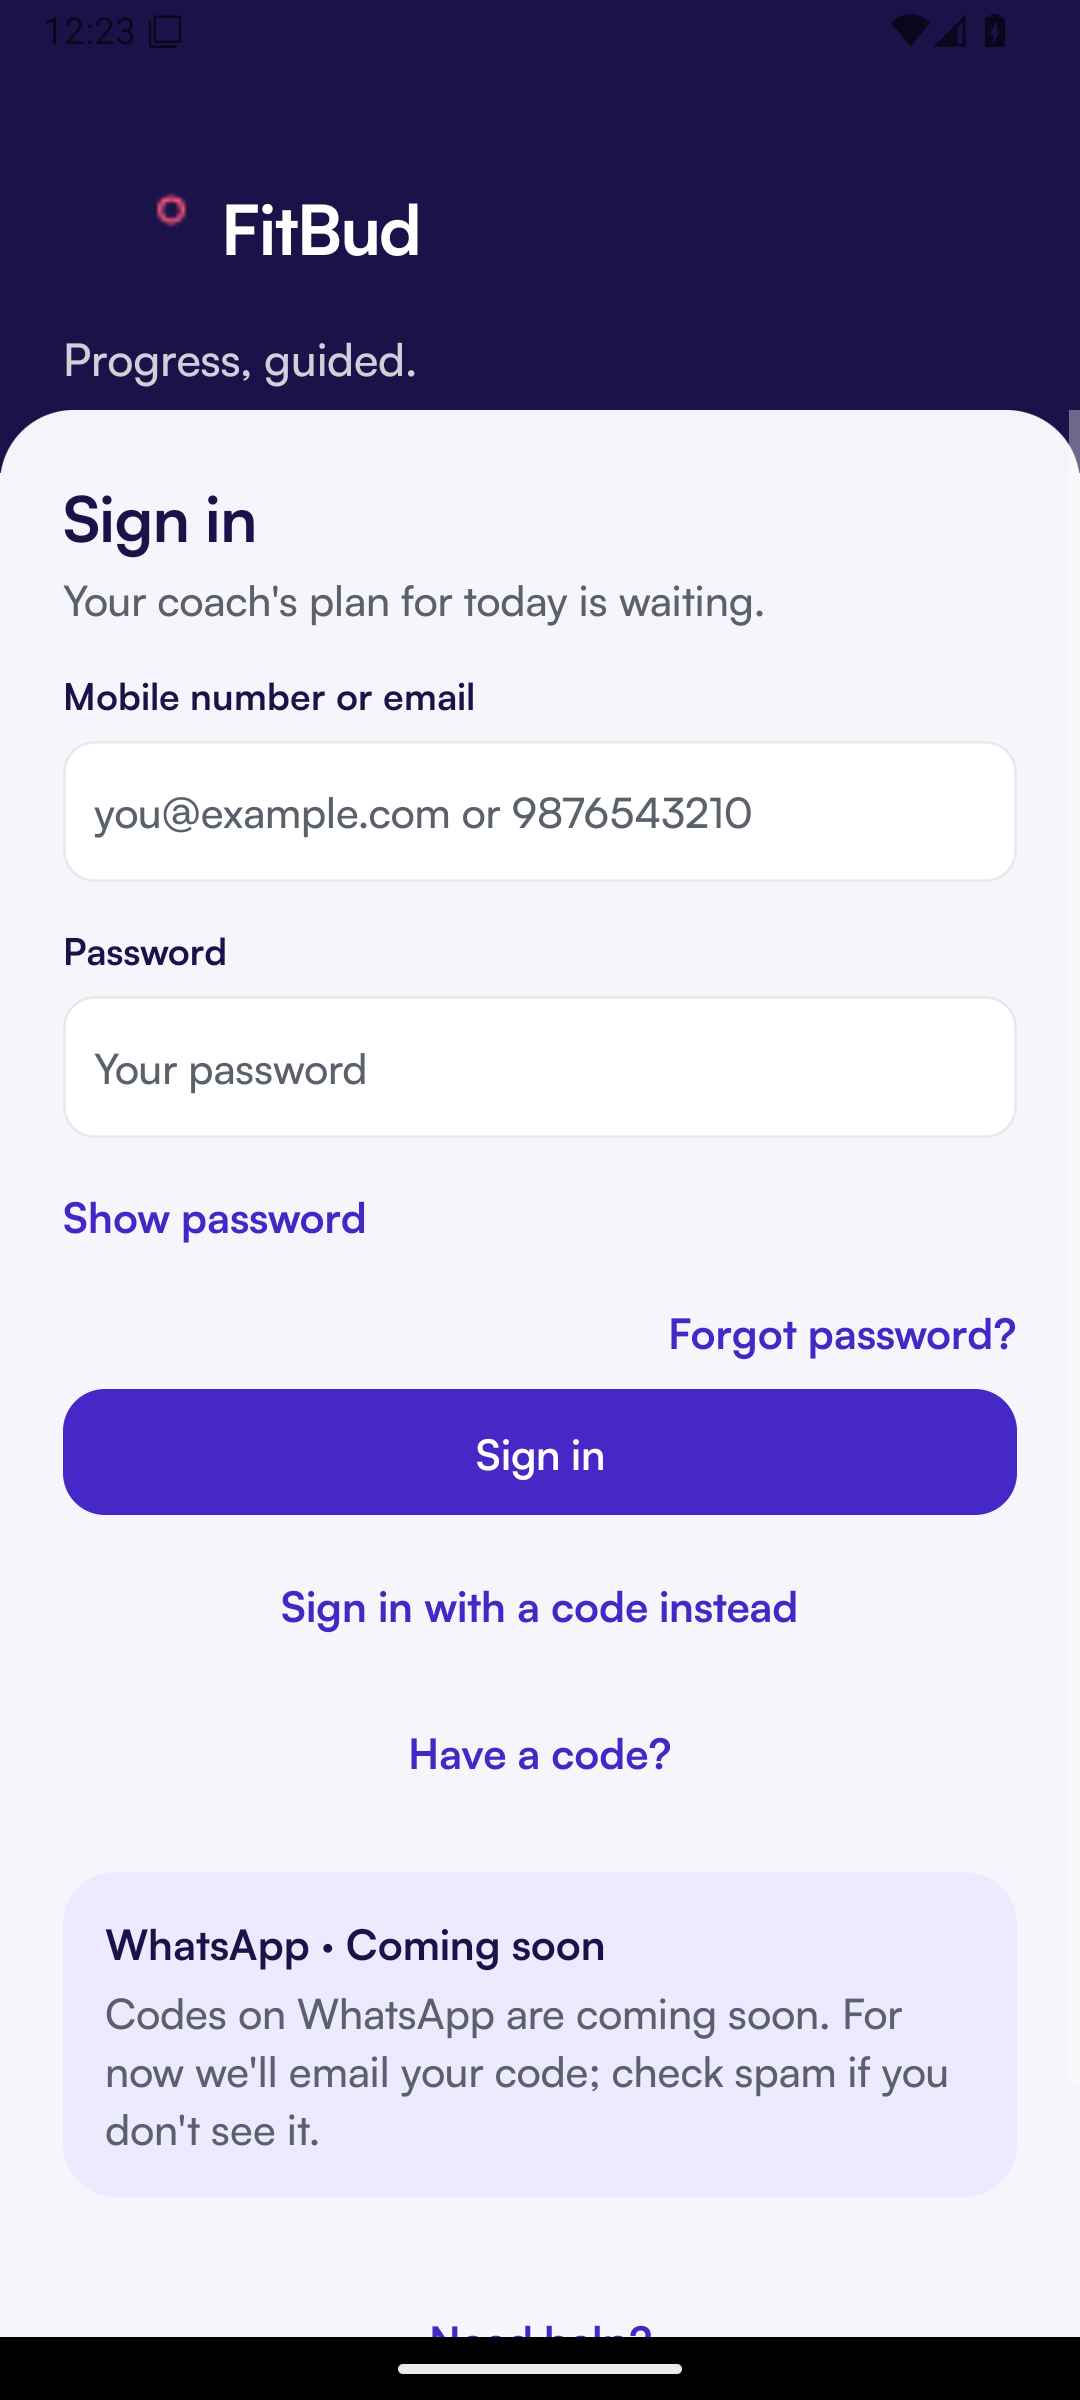 12:23
FitBud
Progress, guided.
Sign in
Your coach's plan for today is waiting.
Mobile number or email
you@example.com or 9876543210
Password
Your password
Show password
Forgot password?
Sign in
Sign in with a code instead
Have a code?
WhatsApp · Coming soon
Codes on WhatsApp are coming soon. For
now we'll email your code; check spam if you
don't see it.
Need help?